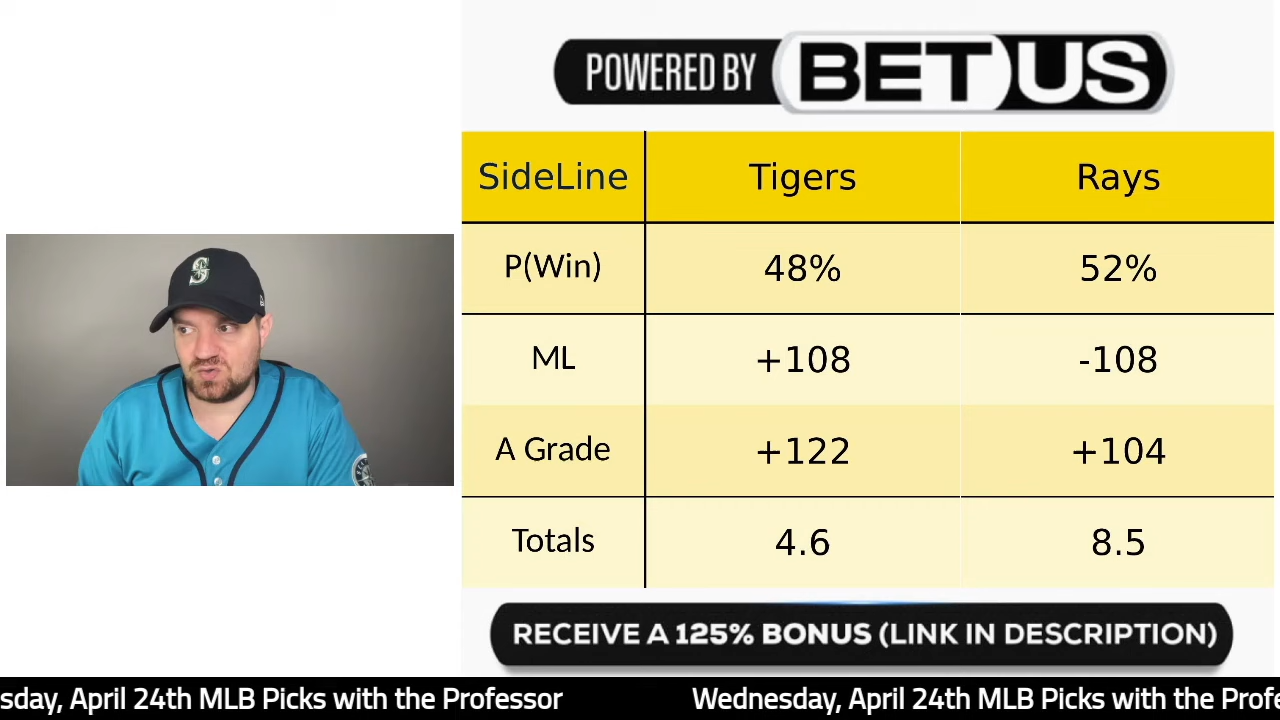 POWERED BY BETUS
SideLine Tigers Rays
P(Win) 48% 52%
ML +108 -108
A Grade +122 +104
Totals 4.6 8.5
RECEIVE A 125% BONUS (LINK IN DESCRIPTION)
sday, April 24th MLB Picks with the Professor Wednesday, April 24th MLB Picks with the Profe
S